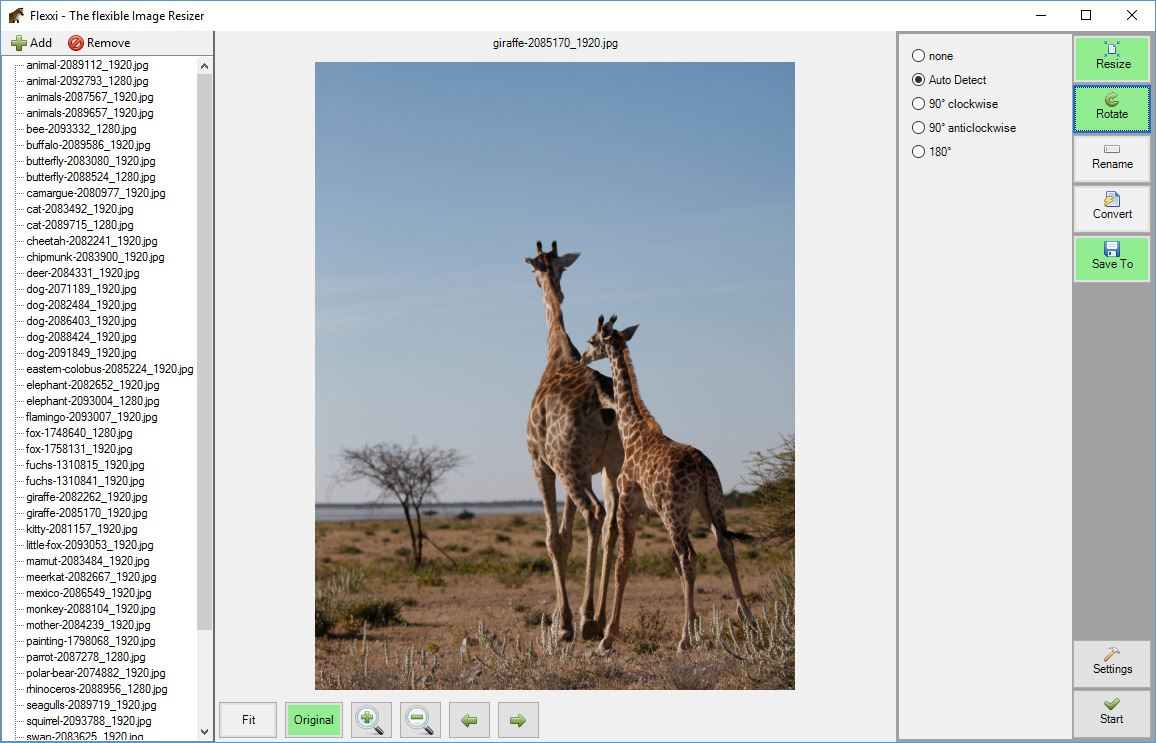 Flexxi - The flexible Image Resizer
Add Remove
animal-2089112_1920.jpg
animal-2092793_1280.jpg
animals-2087567_1920.jpg
animals-2089657_1920.jpg
bee-2093332_1280.jpg
buffalo-2089586_1920.jpg
butterfly-2083080_1920.jpg
butterfly-2088524_1280.jpg
camargue-2080977_1920.jpg
cat-2083492_1920.jpg
cat-2089715_1280.jpg
cheetah-2082241_1920.jpg
chipmunk-2083900_1920.jpg
deer-2084331_1920.jpg
dog-2071189_1920.jpg
dog-2082484_1920.jpg
dog-2086403_1920.jpg
dog-2088424_1920.jpg
dog-2091849_1920.jpg
eastern-colobus-2085224_1920.jpg
elephant-2082652_1920.jpg
elephant-2093004_1280.jpg
flamingo-2093007_1920.jpg
fox-1748640_1280.jpg
fox-1758131_1920.jpg
fuchs-1310815_1920.jpg
fuchs-1310841_1920.jpg
giraffe-2082262_1920.jpg
giraffe-2085170_1920.jpg
kitty-2081157_1920.jpg
little-fox-2093053_1920.jpg
mamut-2083484_1920.jpg
meerkat-2082667_1920.jpg
mexico-2086549_1920.jpg
monkey-2088104_1920.jpg
mother-2084239_1920.jpg
painting-1798068_1920.jpg
parrot-2087278_1280.jpg
polar-bear-2074882_1920.jpg
rhinoceros-2088956_1280.jpg
seagulls-2089719_1920.jpg
squirrel-2093788_1920.jpg
swan-2083625_1920.jpg
giraffe-2085170_1920.jpg
Fit Original
none
Auto Detect
90° clockwise
90° anticlockwise
180°
Resize
Rotate
Rename
Convert
Save To
Settings
Start